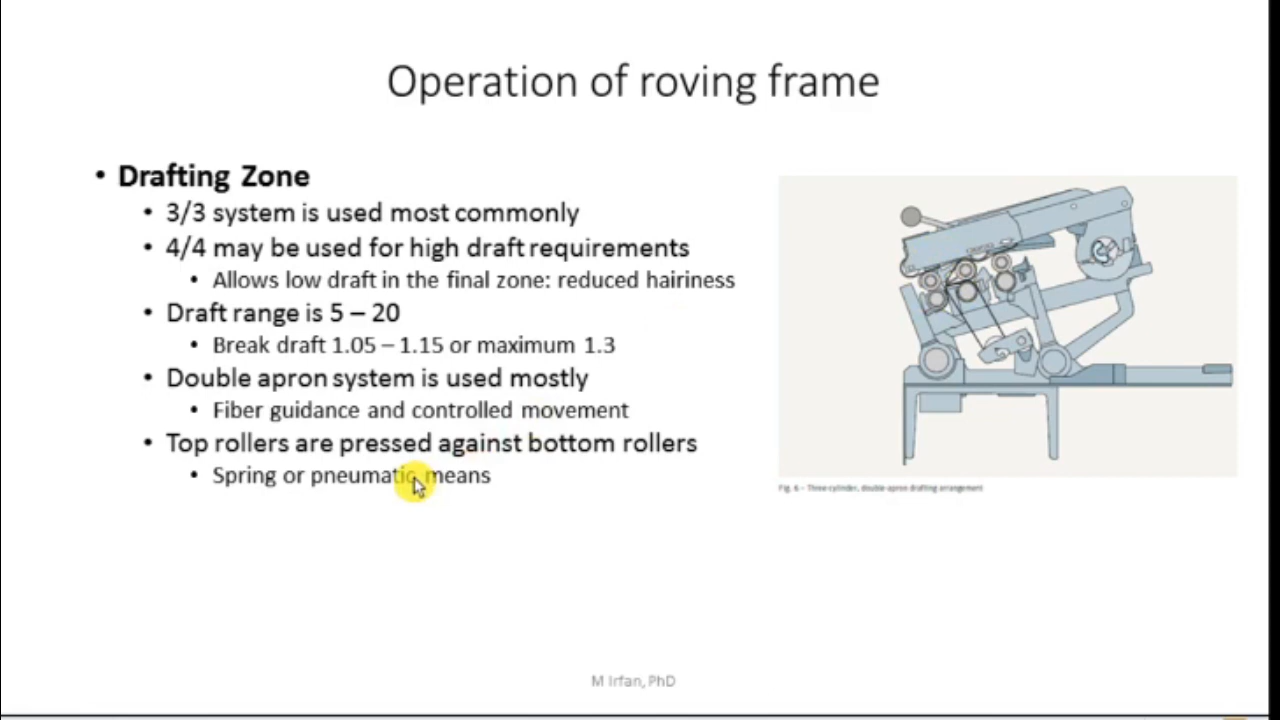 Operation of roving frame
• Drafting Zone
• 3/3 system is used most commonly
• 4/4 may be used for high draft requirements
• Allows low draft in the final zone: reduced hairiness
• Draft range is 5 – 20
• Break draft 1.05 – 1.15 or maximum 1.3
• Double apron system is used mostly
• Fiber guidance and controlled movement
• Top rollers are pressed against bottom rollers
• Spring or pneumatic means
Fig. 6 – Three-cylinder, double-apron drafting arrangement
M Irfan, PhD